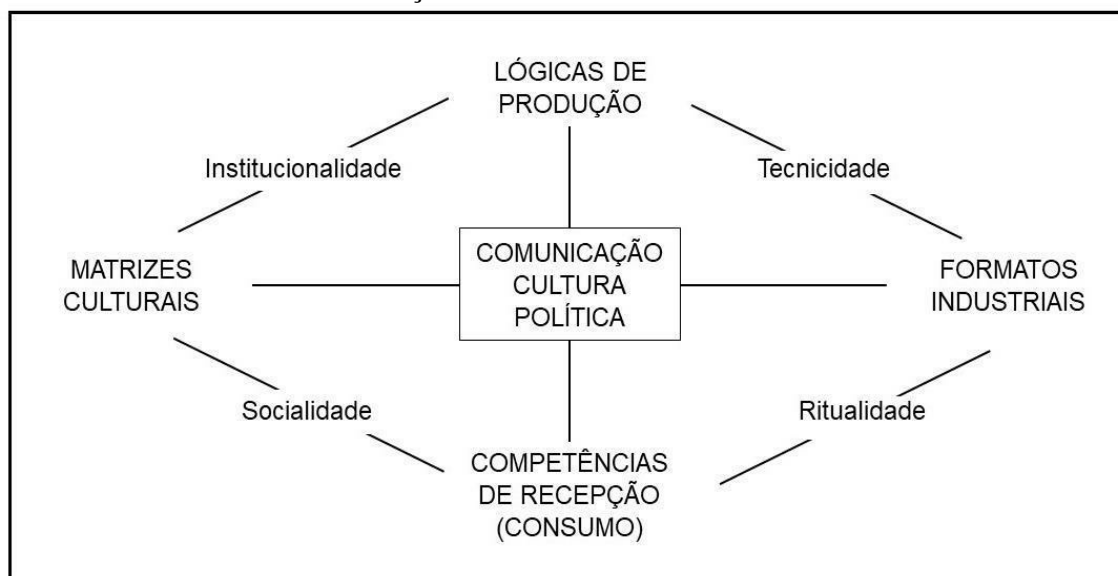 LÓGICAS DE
PRODUÇÃO
Institucionalidade
Tecnicidade
MATRIZES
CULTURAIS
COMUNICAÇÃO
CULTURA
POLÍTICA
FORMATOS
INDUSTRIAIS
Socialidade
Ritualidade
COMPETÊNCIAS
DE RECEPÇÃO
(CONSUMO)